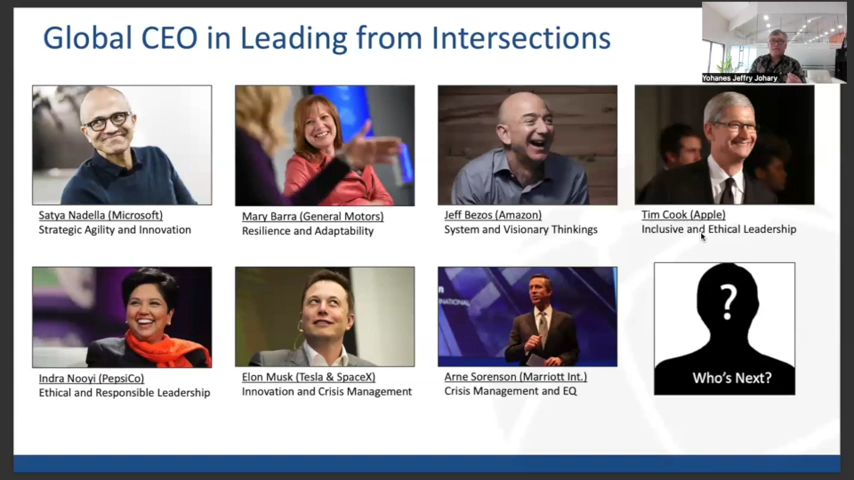 Global CEO in Leading from Intersections
Yohanes Jeffry Johary
Satya Nadella (Microsoft)
Strategic Agility and Innovation
Mary Barra (General Motors)
Resilience and Adaptability
Jeff Bezos (Amazon)
System and Visionary Thinkings
Tim Cook (Apple)
Inclusive and Ethical Leadership
Indra Nooyi (PepsiCo)
Ethical and Responsible Leadership
Elon Musk (Tesla & SpaceX)
Innovation and Crisis Management
NATIONAL
Arne Sorenson (Marriott Int.)
Crisis Management and EQ
?
Who's Next?